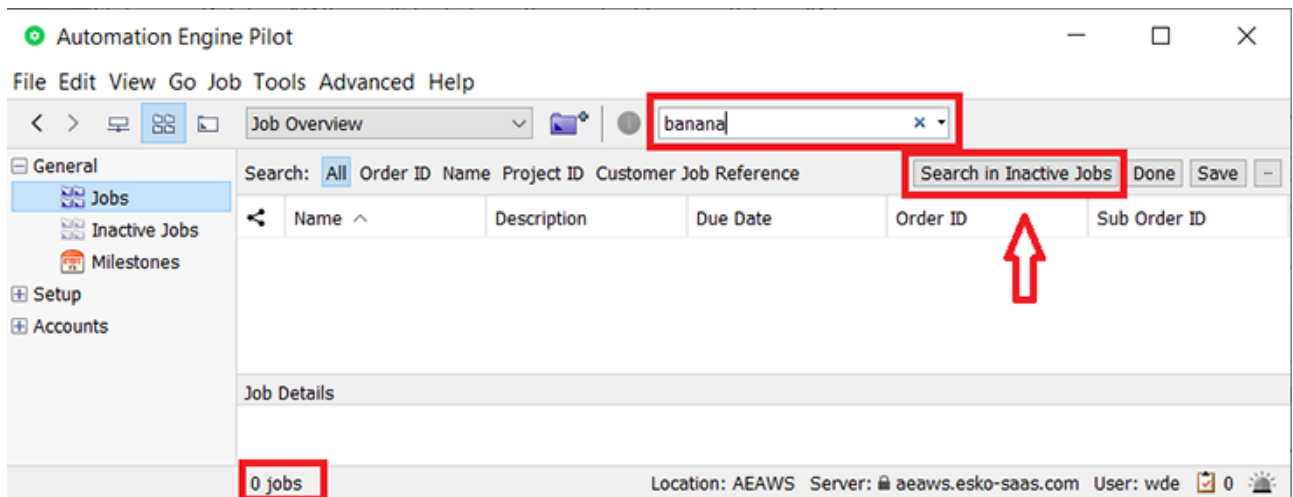 Automation Engine Pilot
File Edit View Go Job Tools Advanced Help
Job Overview banana
General
Jobs
Inactive Jobs
Milestones
Setup
Accounts
Search: All Order ID Name Project ID Customer Job Reference Search in Inactive Jobs Done Save
Name Description Due Date Order ID Sub Order ID
Job Details
0 jobs Location: AEAWS Server: aeaws.esko-saas.com User: wde 0